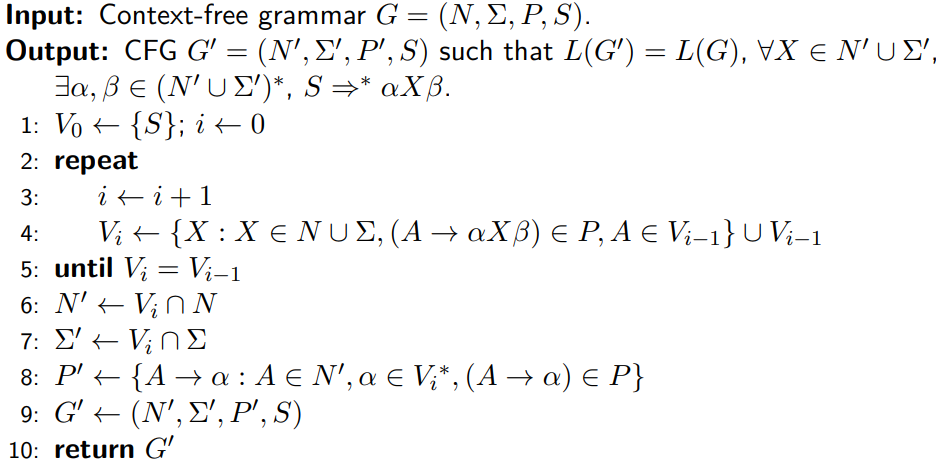 Input: Context-free grammar G = (N, Σ, P, S).
Output: CFG G′ = (N′, Σ′, P′, S) such that L(G′) = L(G), ∀X ∈ N′ ∪ Σ′,
∃α, β ∈ (N′ ∪ Σ′)*, S ⇒* αXβ.
1: V₀ ← {S}; i ← 0
2: repeat
3: i ← i + 1
4: Vᵢ ← {X : X ∈ N ∪ Σ, (A → αXβ) ∈ P, A ∈ Vᵢ₋₁} ∪ Vᵢ₋₁
5: until Vᵢ = Vᵢ₋₁
6: N′ ← Vᵢ ∩ N
7: Σ′ ← Vᵢ ∩ Σ
8: P′ ← {A → α : A ∈ N′, α ∈ Vᵢ*, (A → α) ∈ P}
9: G′ ← (N′, Σ′, P′, S)
10: return G′